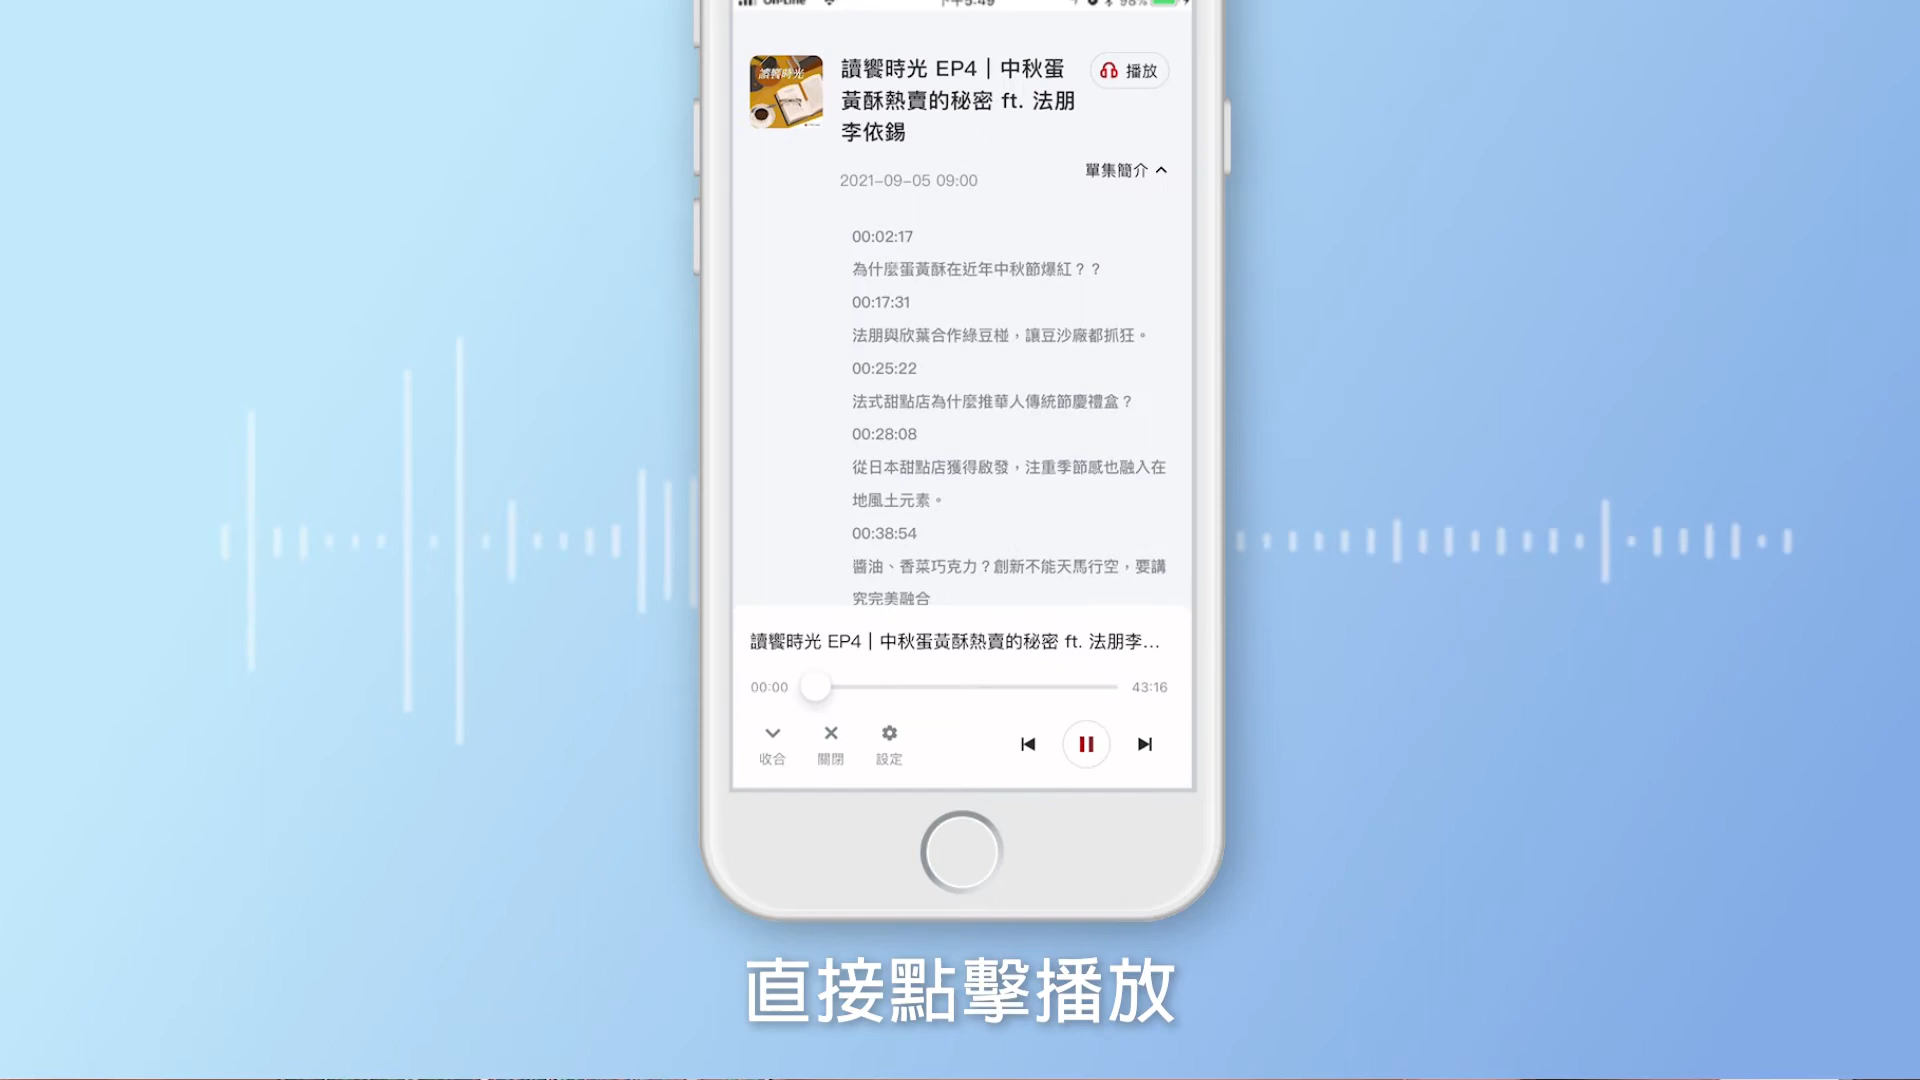 下午5:49
98%
讀饗時光
讀饗時光 EP4｜中秋蛋
黃酥熱賣的秘密 ft. 法朋
李依錫
播放
2021-09-05 09:00
單集簡介
00:02:17
為什麼蛋黃酥在近年中秋節爆紅？？
00:17:31
法朋與欣葉合作綠豆椪，讓豆沙廠都抓狂。
00:25:22
法式甜點店為什麼推華人傳統節慶禮盒？
00:28:08
從日本甜點店獲得啟發，注重季節感也融入在
地風土元素。
00:38:54
醬油、香菜巧克力？創新不能天馬行空，要講
究完美融合
讀饗時光 EP4｜中秋蛋黃酥熱賣的秘密 ft. 法朋李...
00:00
43:16
收合
關閉
設定
直接點擊播放